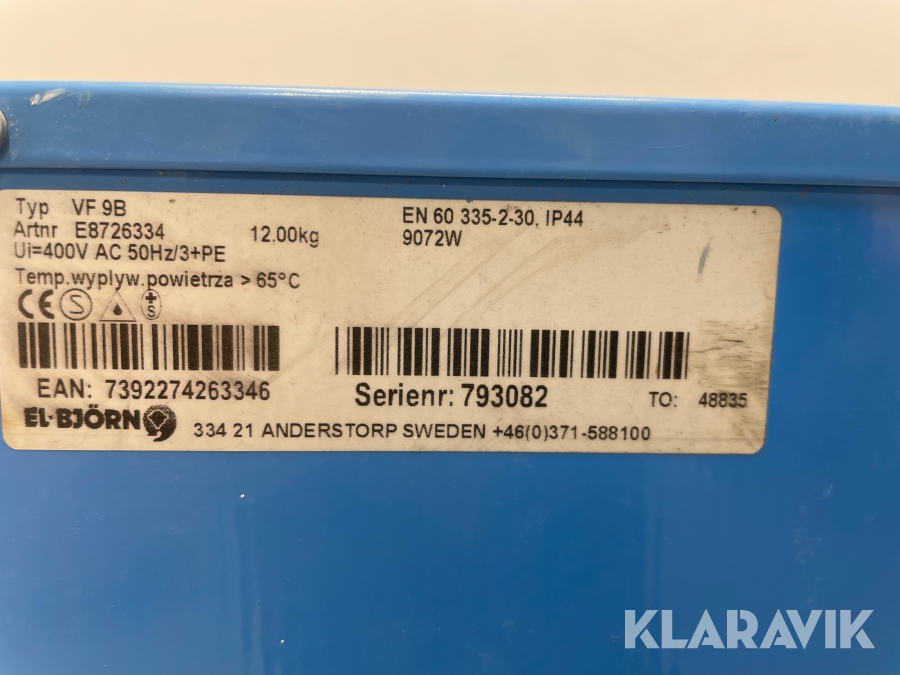 Typ VF 9B
Artnr E8726334 12.00kg
Ui=400V AC 50Hz/3+PE
EN 60 335-2-30, IP44
9072W
Temp.wyplyw.powietrza > 65°C
CE S +S
EAN: 7392274263346
Serienr: 793082
TO: 48835
EL-BJÖRN
334 21 ANDERSTORP SWEDEN +46(0)371-588100
KLARAVIK